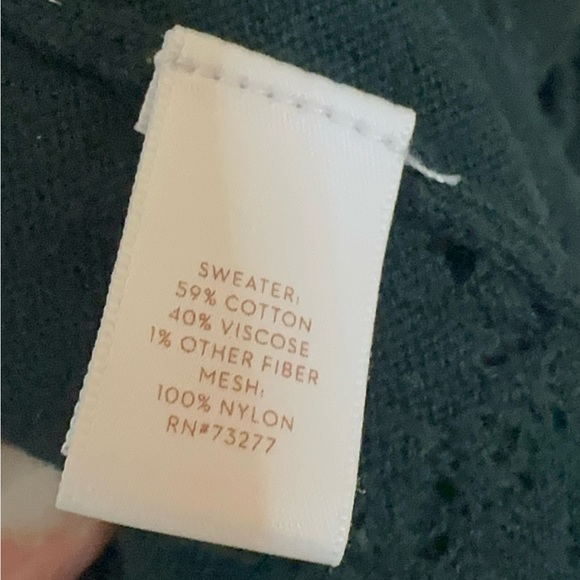 SWEATER:
59% COTTON
40% VISCOSE
1% OTHER FIBER
MESH:
100% NYLON
RN#73277